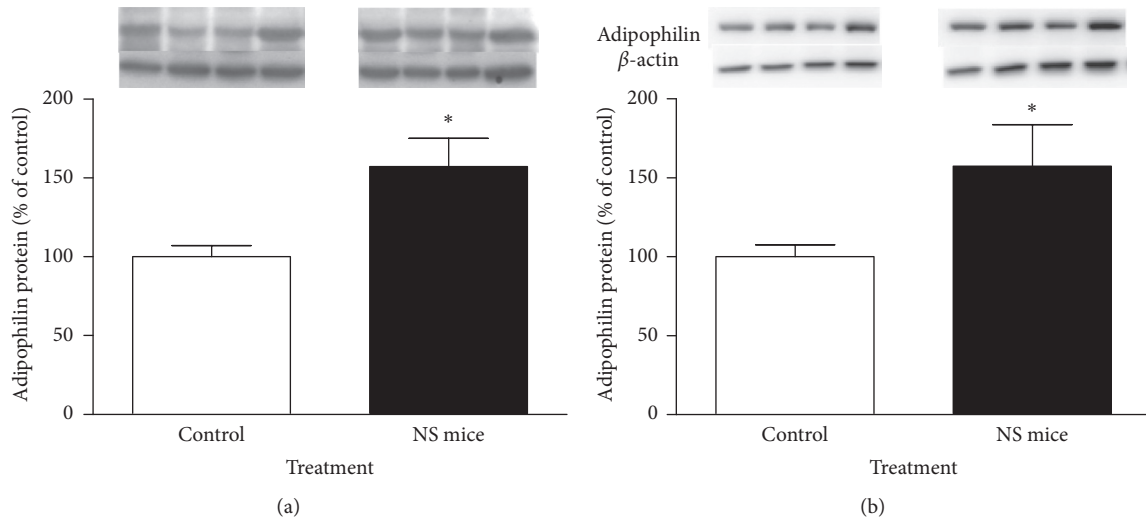 Adipophilin
β-actin
200
150
100
50
0
Adipophilin protein (% of control)
*
Control
NS mice
Treatment
(a)
200
150
100
50
0
Adipophilin protein (% of control)
*
Control
NS mice
Treatment
(b)